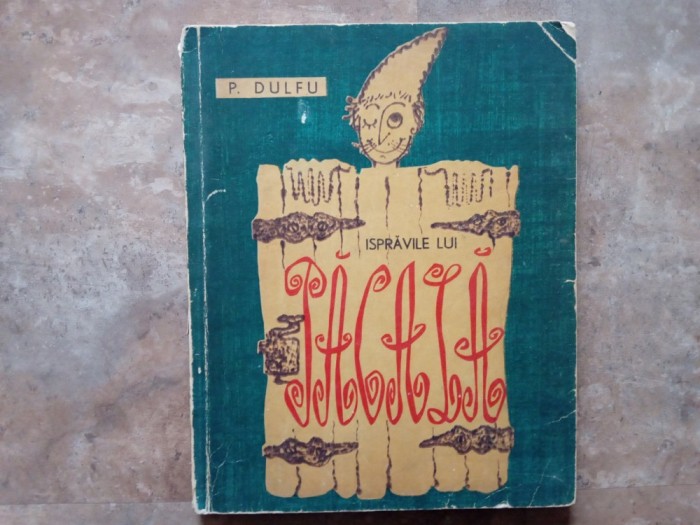 P. DULFU
ISPRĂVILE LUI
PĂCALĂ